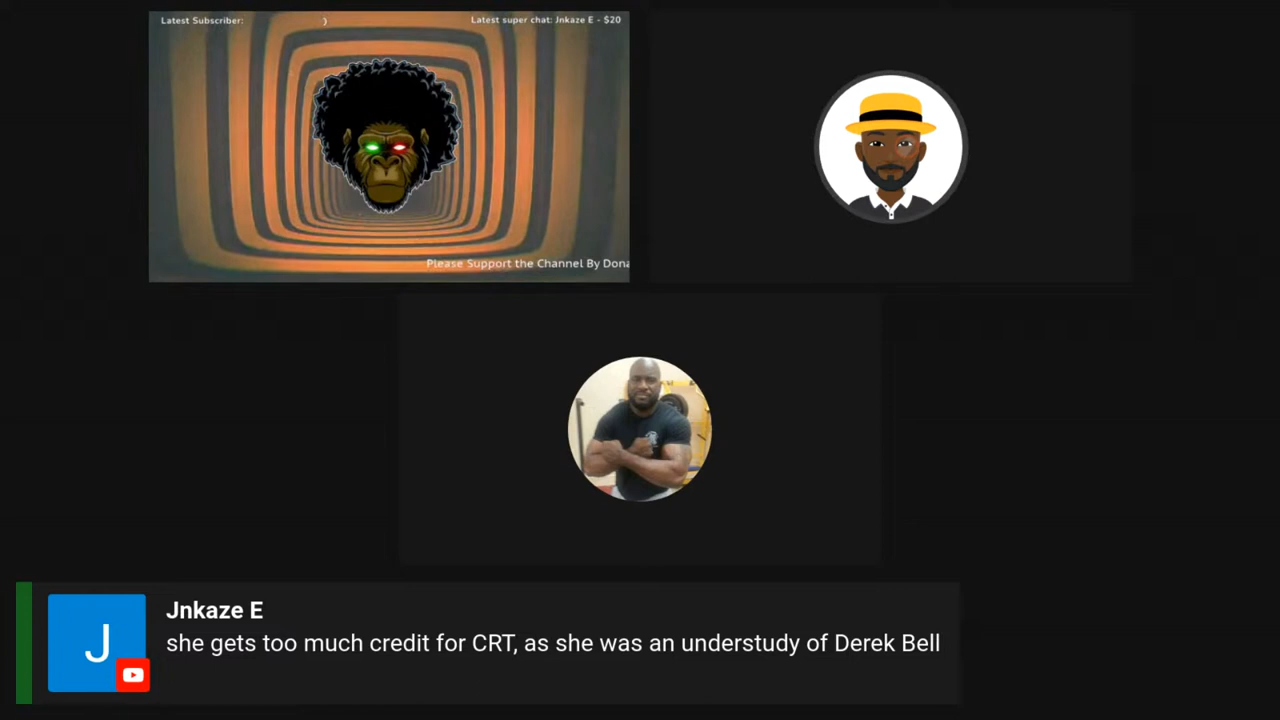 Latest Subscriber: )
Latest super chat: Jnkaze E - $20
Please Support the Channel By Dona
J
Jnkaze E
she gets too much credit for CRT, as she was an understudy of Derek Bell